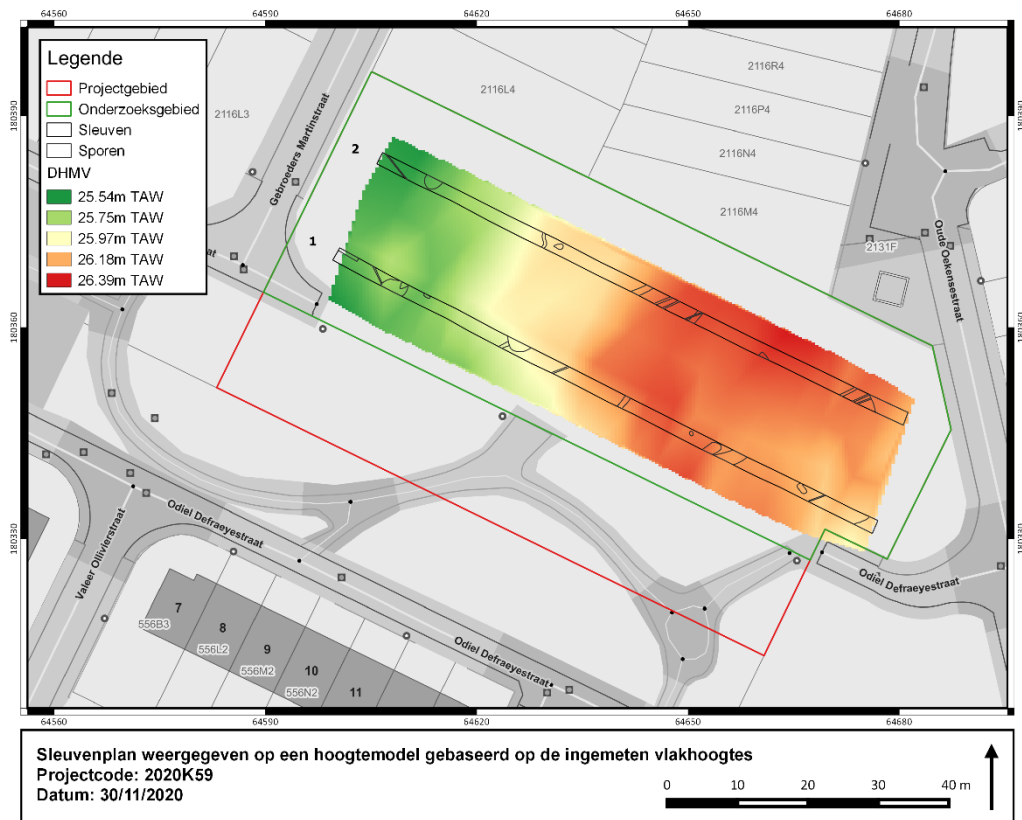 64560 64590 64620 64650 64680
Legende
Projectgebied
Onderzoeksgebied
Sleuven
Sporen
DHMV
25.54m TAW
25.75m TAW
25.97m TAW
26.18m TAW
26.39m TAW
180390
180390
180360
180360
180330
180330
2116L3
Gebroeders Martinstraat
2116L4
2116R4
2116P4
2116N4
2116M4
2131F
Oude Oekensestraat
2
1
at
Odiel Defraeyestraat
Valeer Ollivierstraat
Odiel Defraeyestraat
Odiel Defraeyestraat
7
8
9
10
11
556B3
556L2
556M2
556N2
64560 64590 64620 64650 64680
Sleuvenplan weergegeven op een hoogtemodel gebaseerd op de ingemeten vlakhoogtes
Projectcode: 2020K59
Datum: 30/11/2020
0 10 20 30 40 m